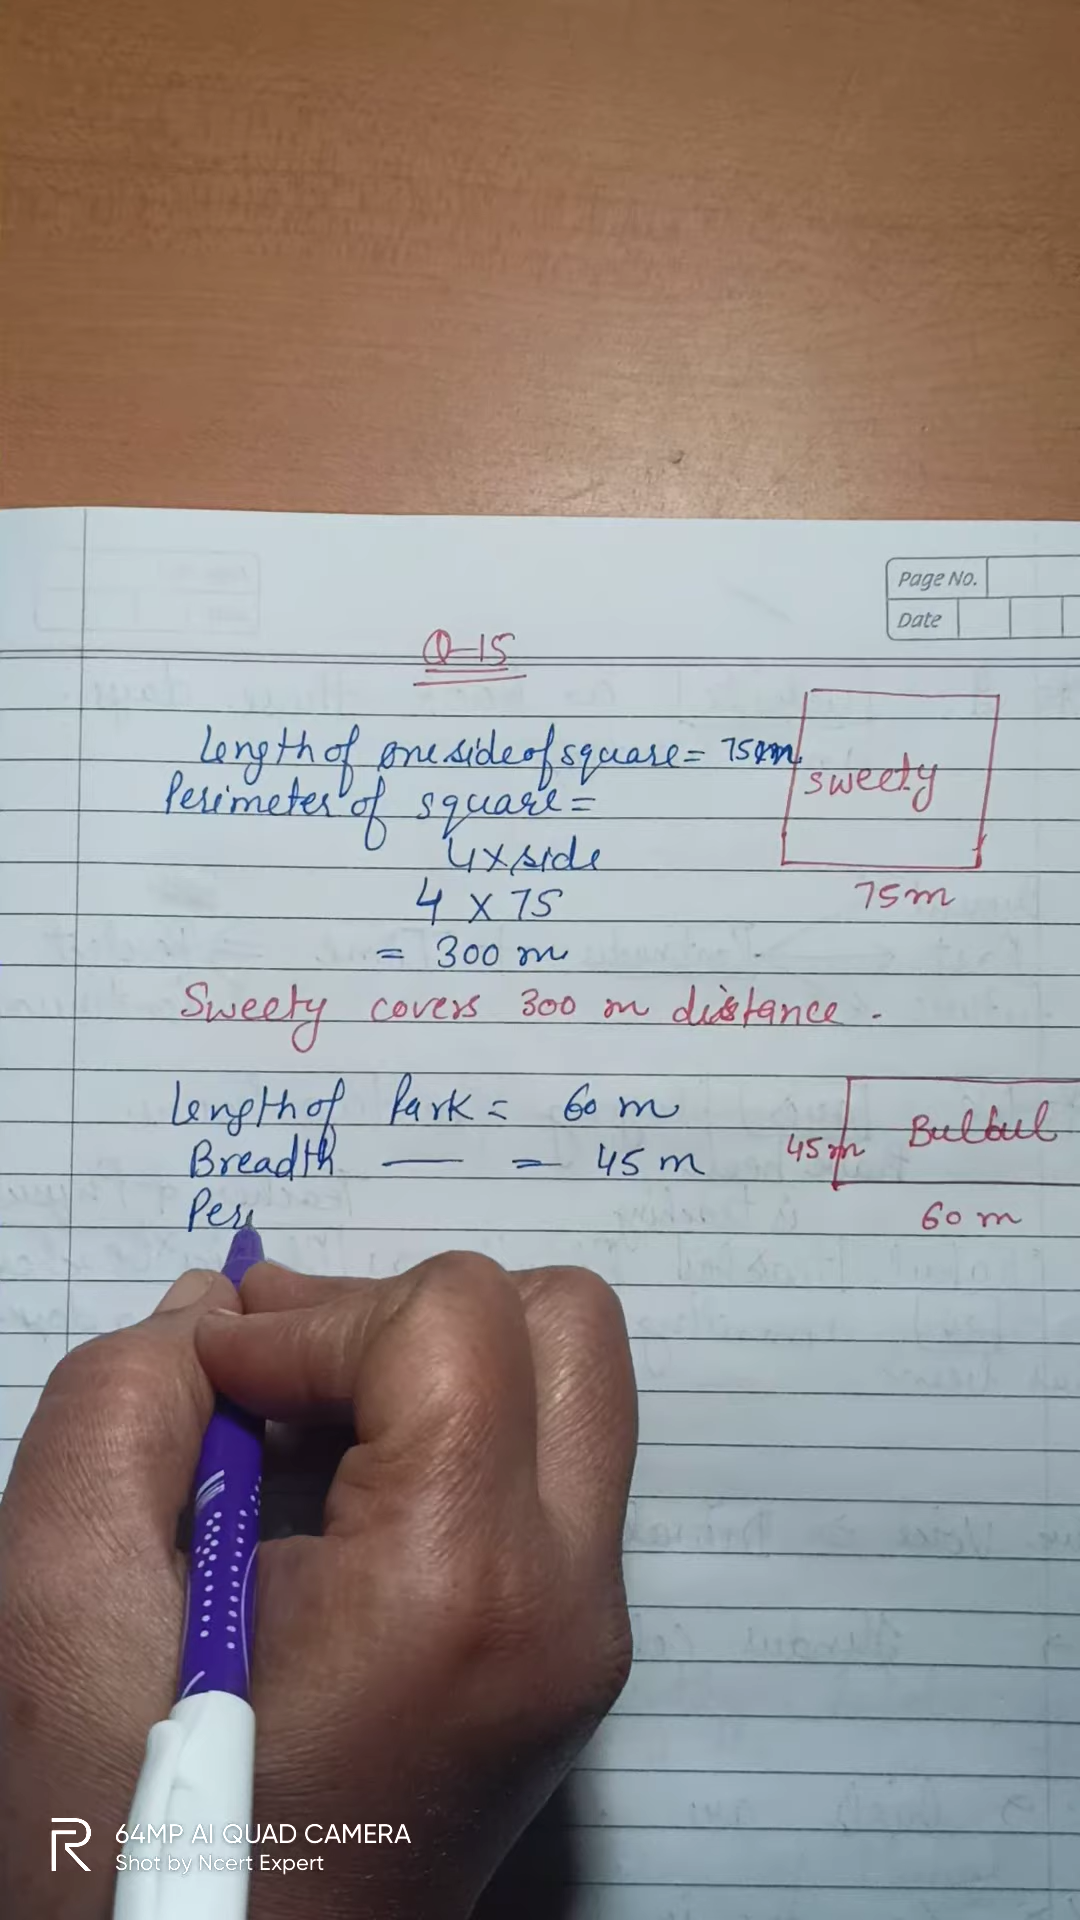 Page No.
Date
Q-15
Length of one side of square = 75m
Perimeter of square =
4 x side
4 x 75
= 300 m
sweety
75m
Sweety covers 300 m distance.
Length of Park = 60 m
Breadth — = 45 m
Per
45 m
Bulbul
60 m
64MP AI QUAD CAMERA
Shot by Ncert Expert